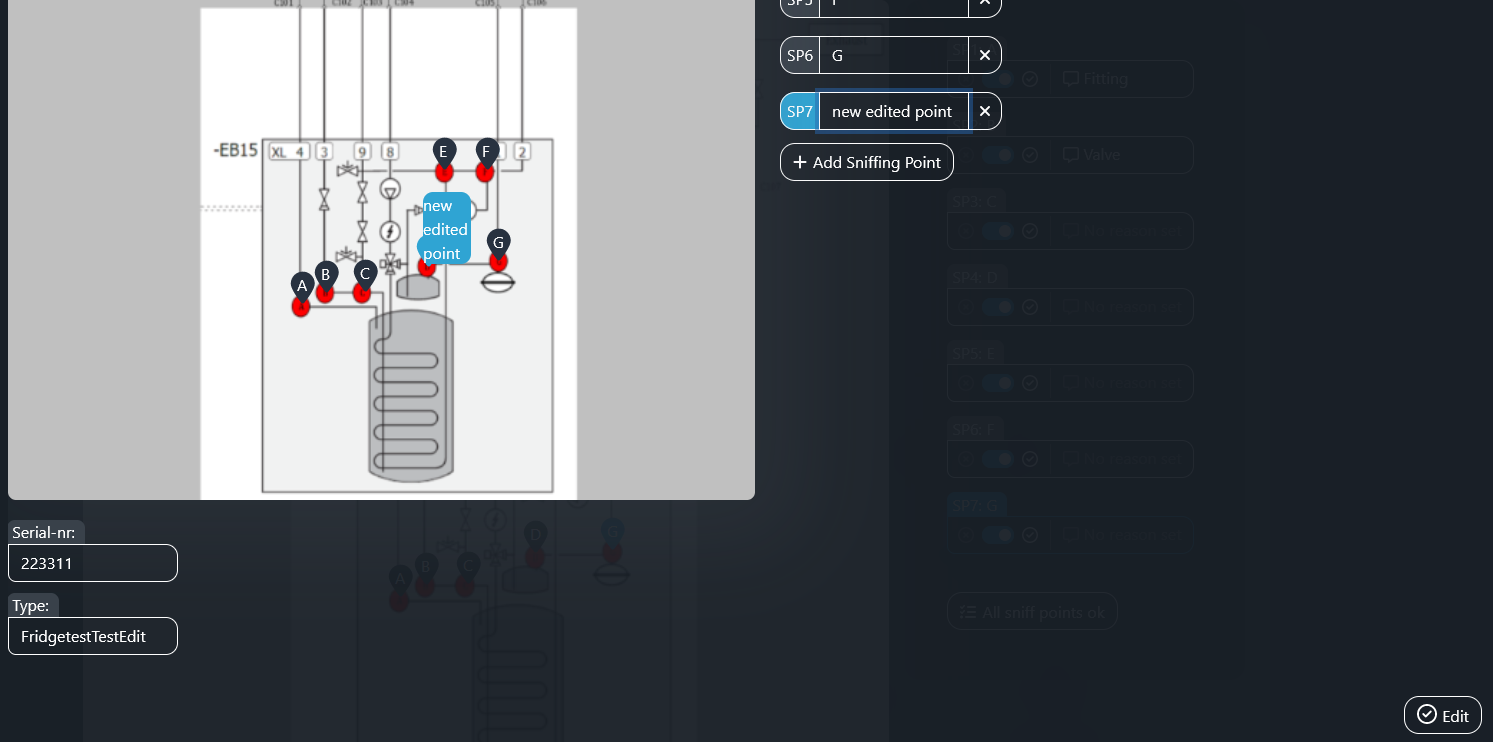 C101 C102 C103 C104 C105 C106
SP6 G
SP7 new edited point
Add Sniffing Point
-EB15 XL 4 3 9 8 E F 2
new
edited
point
G
A B C
Serial-nr:
223311
Type:
FridgetestTestEdit
Fitting
Valve
SP3: C
SP4: D
SP5: E
SP6: F
SP7: G
D
A B C
All sniff points ok
Edit